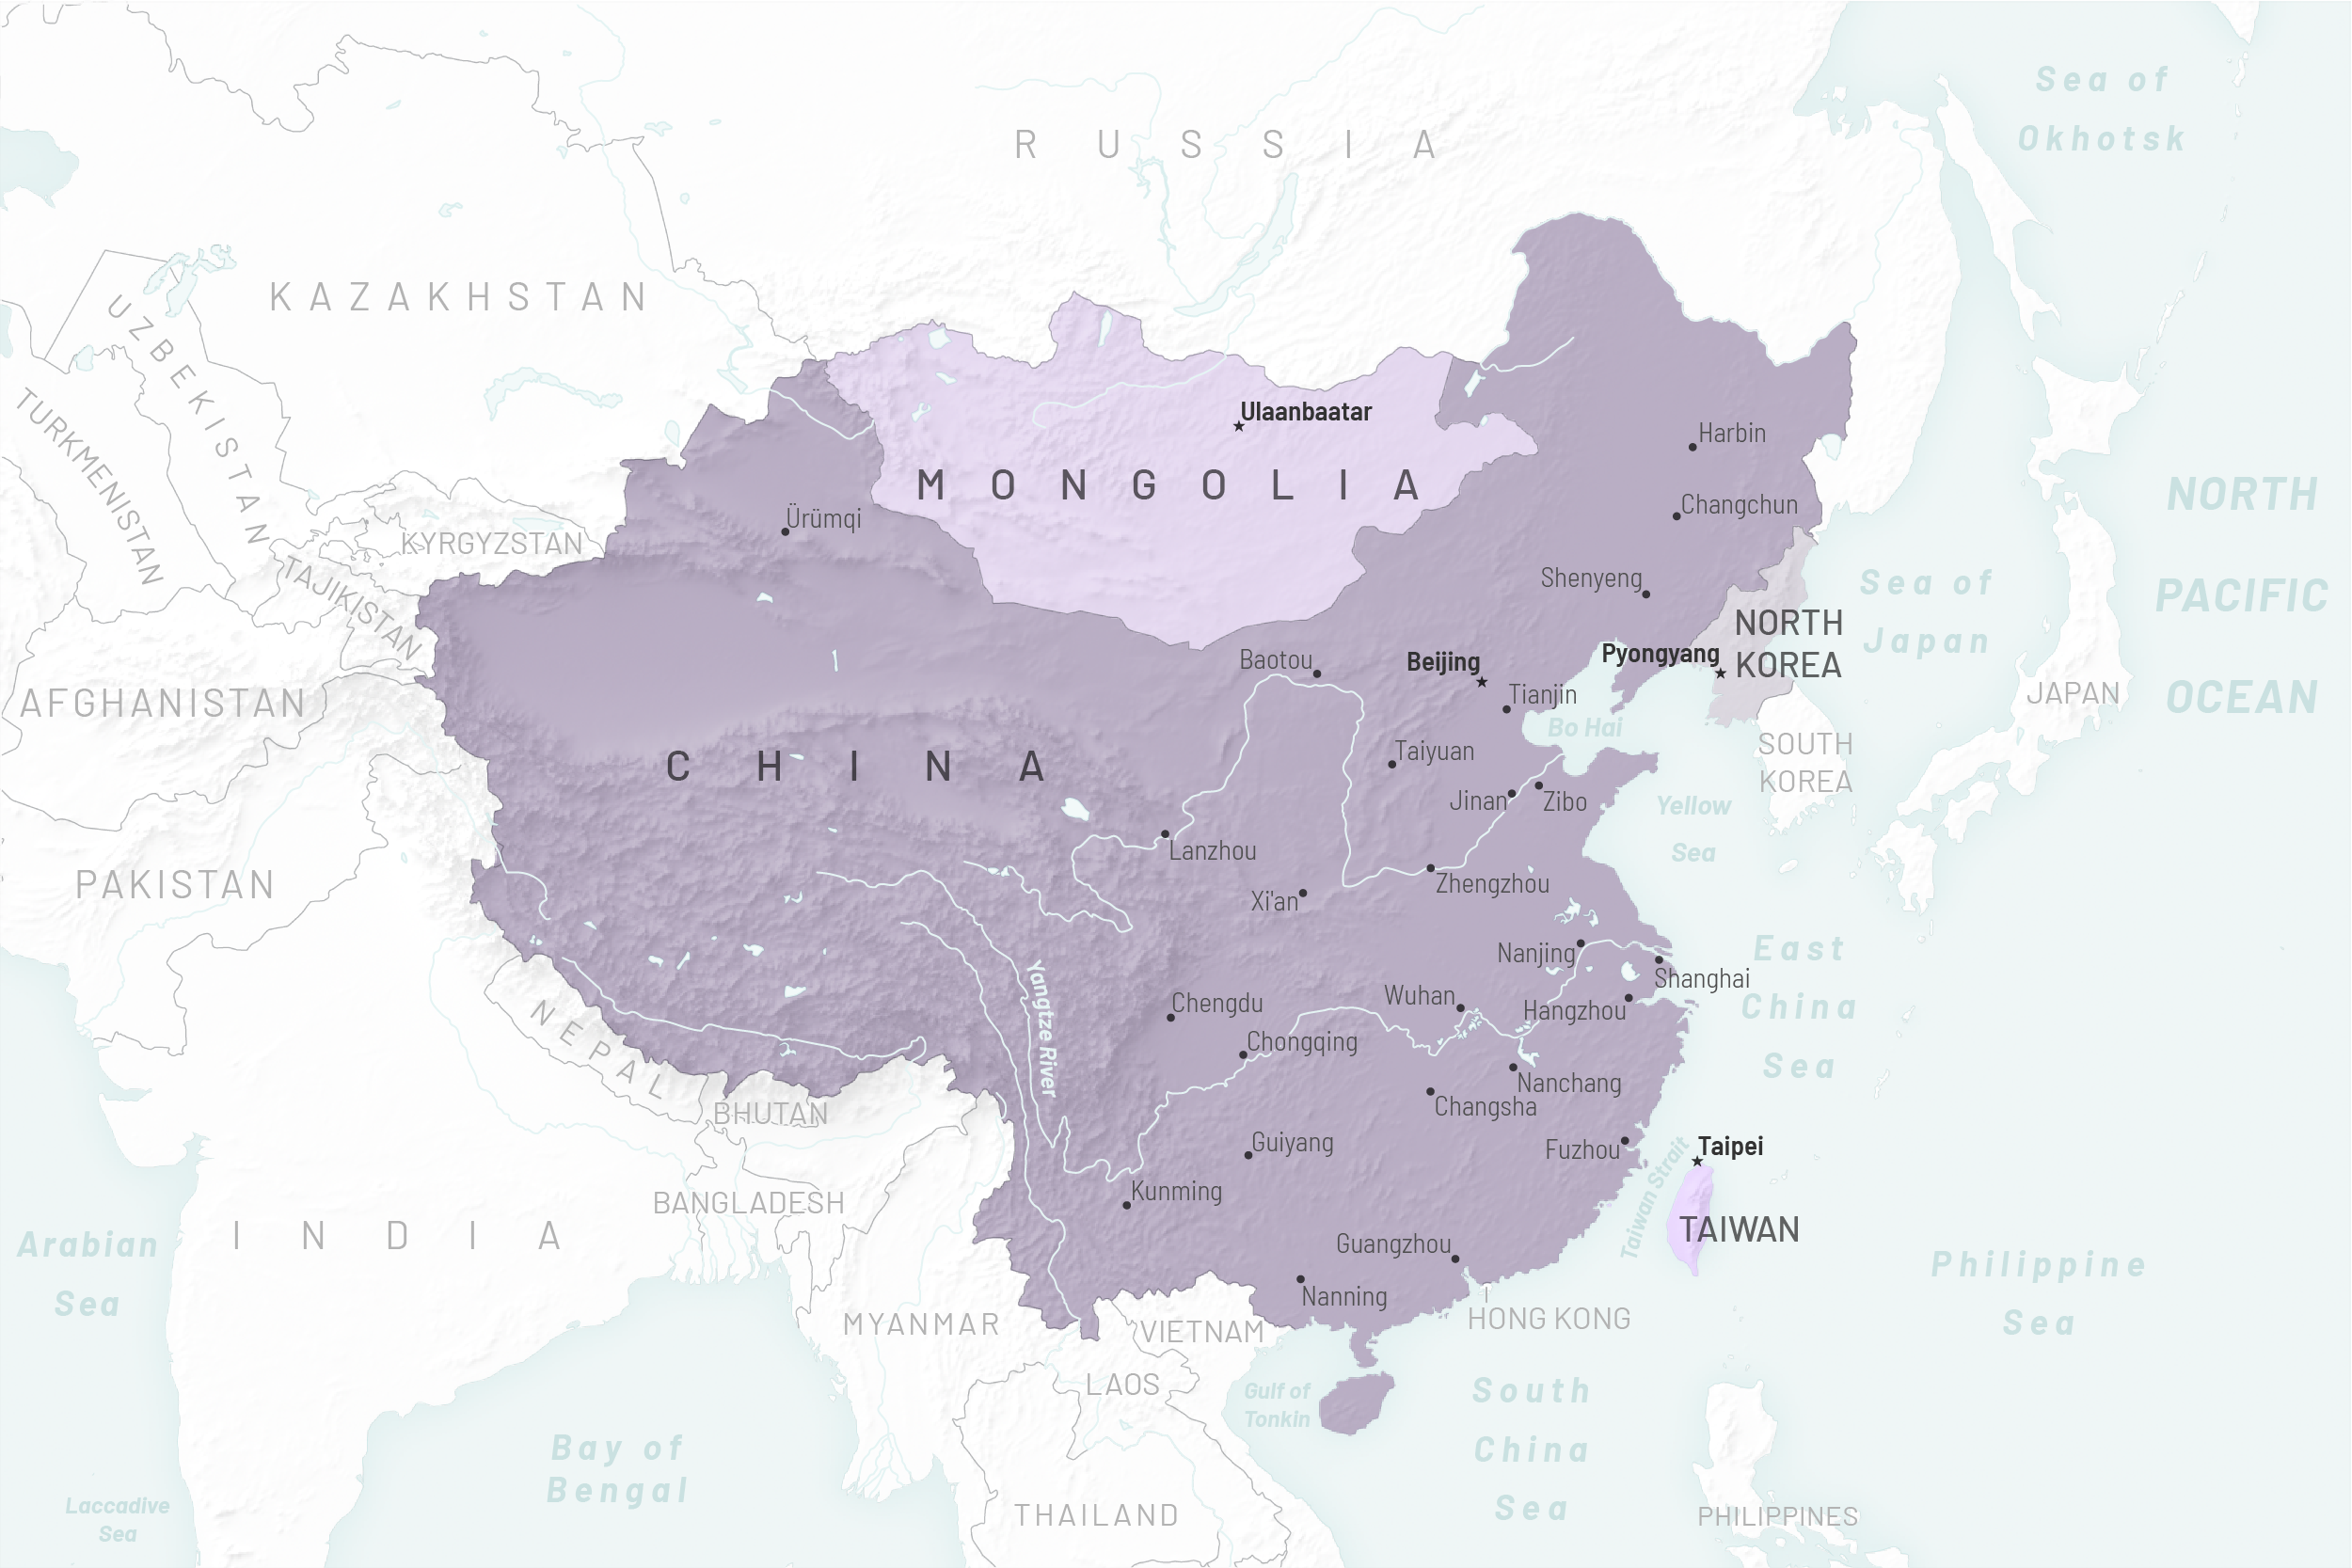 Sea of
Okhotsk
RUSSIA
KAZAKHSTAN
UZBEKISTAN
TURKMENISTAN
KYRGYZSTAN
TAJIKISTAN
AFGHANISTAN
PAKISTAN
Ulaanbaatar
MONGOLIA
Harbin
Changchun
Ürümqi
Shenyeng
NORTH
PACIFIC
OCEAN
Sea of
Japan
NORTH
KOREA
Pyongyang
Baotou
Beijing
Tianjin
JAPAN
Bo Hai
SOUTH
KOREA
CHINA
Taiyuan
Jinan
Zibo
Yellow
Sea
Lanzhou
Zhengzhou
Xi'an
Nanjing
Shanghai
East
China
Sea
Yangtze River
Chengdu
Wuhan
Hangzhou
Chongqing
Nanchang
Changsha
NEPAL
BHUTAN
Guiyang
Fuzhou
Taiwan Strait
Taipei
TAIWAN
Kunming
BANGLADESH
INDIA
Arabian
Sea
Guangzhou
Nanning
HONG KONG
Philippine
Sea
MYANMAR
VIETNAM
LAOS
Gulf of
Tonkin
South
China
Sea
Bay of
Bengal
Laccadive
Sea
THAILAND
PHILIPPINES